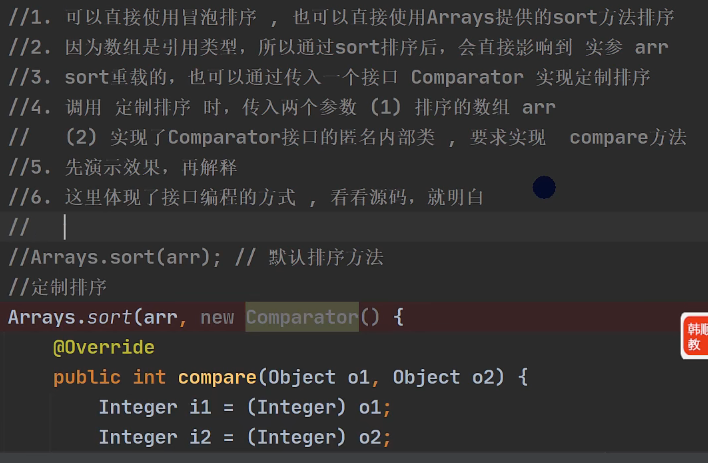 //1. 可以直接使用冒泡排序 , 也可以直接使用Arrays提供的sort方法排序
//2. 因为数组是引用类型，所以通过sort排序后，会直接影响到 实参 arr
//3. sort重载的，也可以通过传入一个接口 Comparator 实现定制排序
//4. 调用 定制排序 时，传入两个参数 (1) 排序的数组 arr
//   (2) 实现了Comparator接口的匿名内部类 , 要求实现  compare方法
//5. 先演示效果，再解释
//6. 这里体现了接口编程的方式 , 看看源码，就明白
//
//Arrays.sort(arr); // 默认排序方法
//定制排序
Arrays.sort(arr, new Comparator() {
    @Override
    public int compare(Object o1, Object o2) {
        Integer i1 = (Integer) o1;
        Integer i2 = (Integer) o2;
韩顺
教